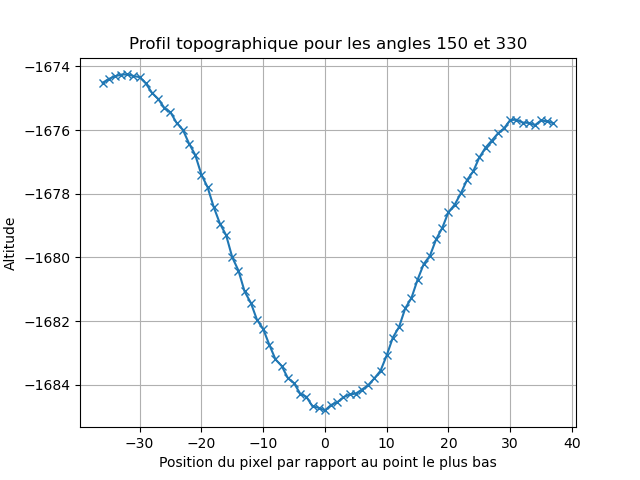 Profil topographique pour les angles 150 et 330
−1674
−1676
−1678
−1680
−1682
−1684
Altitude
−30 −20 −10 0 10 20 30 40
Position du pixel par rapport au point le plus bas